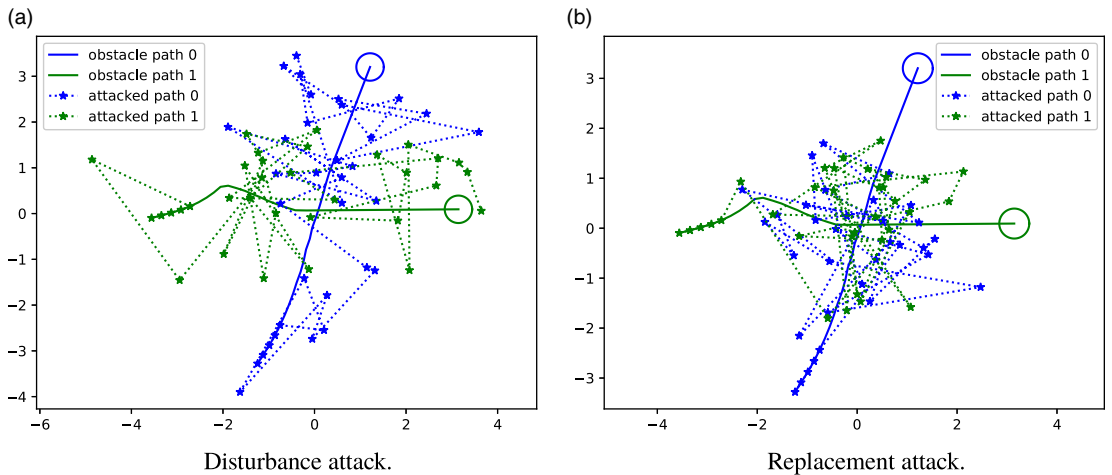 (a)
obstacle path 0
obstacle path 1
attacked path 0
attacked path 1
3
2
1
0
−1
−2
−3
−4
−6 −4 −2 0 2 4
Disturbance attack.
(b)
obstacle path 0
obstacle path 1
attacked path 0
attacked path 1
3
2
1
0
−1
−2
−3
−4 −2 0 2 4
Replacement attack.